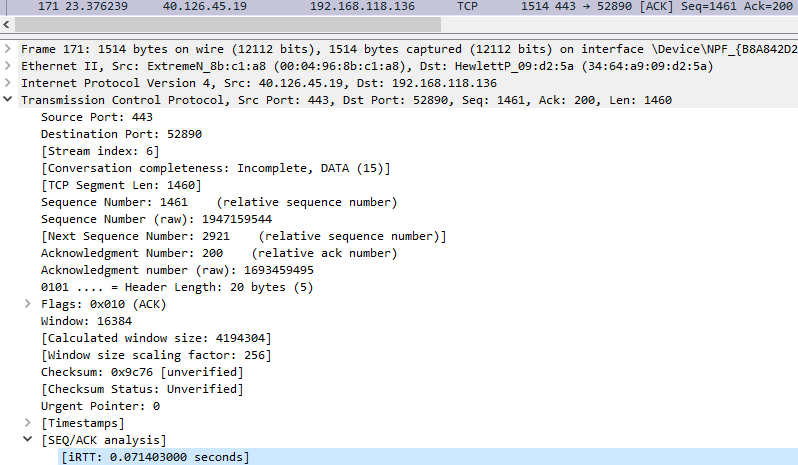 171 23.376239 40.126.45.19 192.168.118.136 TCP 1514 443 → 52890 [ACK] Seq=1461 Ack=200
Frame 171: 1514 bytes on wire (12112 bits), 1514 bytes captured (12112 bits) on interface \Device\NPF_{B8A842D2
Ethernet II, Src: ExtremeN_8b:c1:a8 (00:04:96:8b:c1:a8), Dst: HewlettP_09:d2:5a (34:64:a9:09:d2:5a)
Internet Protocol Version 4, Src: 40.126.45.19, Dst: 192.168.118.136
Transmission Control Protocol, Src Port: 443, Dst Port: 52890, Seq: 1461, Ack: 200, Len: 1460
Source Port: 443
Destination Port: 52890
[Stream index: 6]
[Conversation completeness: Incomplete, DATA (15)]
[TCP Segment Len: 1460]
Sequence Number: 1461 (relative sequence number)
Sequence Number (raw): 1947159544
[Next Sequence Number: 2921 (relative sequence number)]
Acknowledgment Number: 200 (relative ack number)
Acknowledgment number (raw): 1693459495
0101 .... = Header Length: 20 bytes (5)
Flags: 0x010 (ACK)
Window: 16384
[Calculated window size: 4194304]
[Window size scaling factor: 256]
Checksum: 0x9c76 [unverified]
[Checksum Status: Unverified]
Urgent Pointer: 0
[Timestamps]
[SEQ/ACK analysis]
[iRTT: 0.071403000 seconds]